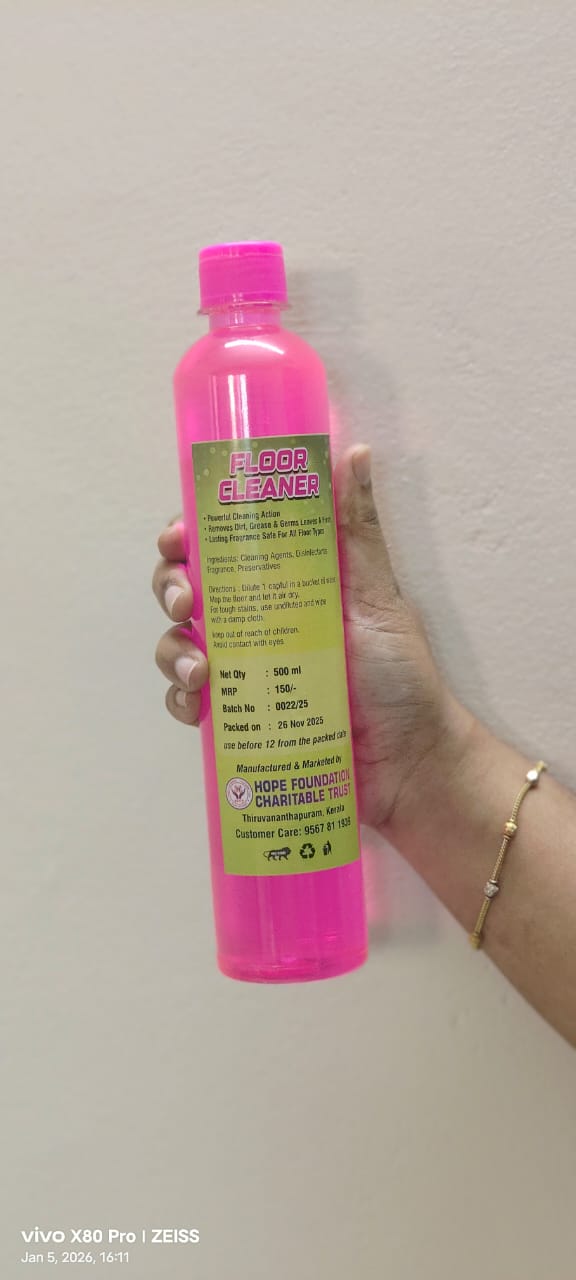 FLOOR
CLEANER
• Powerful Cleaning Action
• Removes Dirt, Grease & Germs Leaves A
• Lasting Fragrance Safe For All Floor Types
Ingredients: Cleaning Agents, Disinfectants
Fragrance, Preservatives
Directions : Dilute 1 capful in a bucket
Mop the floor and let it air dry.
For tough stains, use undiluted and wipe
with a damp cloth.
keep out of reach of children.
Avoid contact with eyes
Net Qty : 500 ml
MRP : 150/-
Batch No : 0022/25
Packed on : 26 Nov 2025
use before 12 from the packed date
Manufactured & Marketed by
HOPE FOUNDATION
CHARITABLE TRUST
Thiruvananthapuram, Kerala
Customer Care: 9567 81 1936
vivo X80 Pro | ZEISS
Jan 5, 2026, 16:11